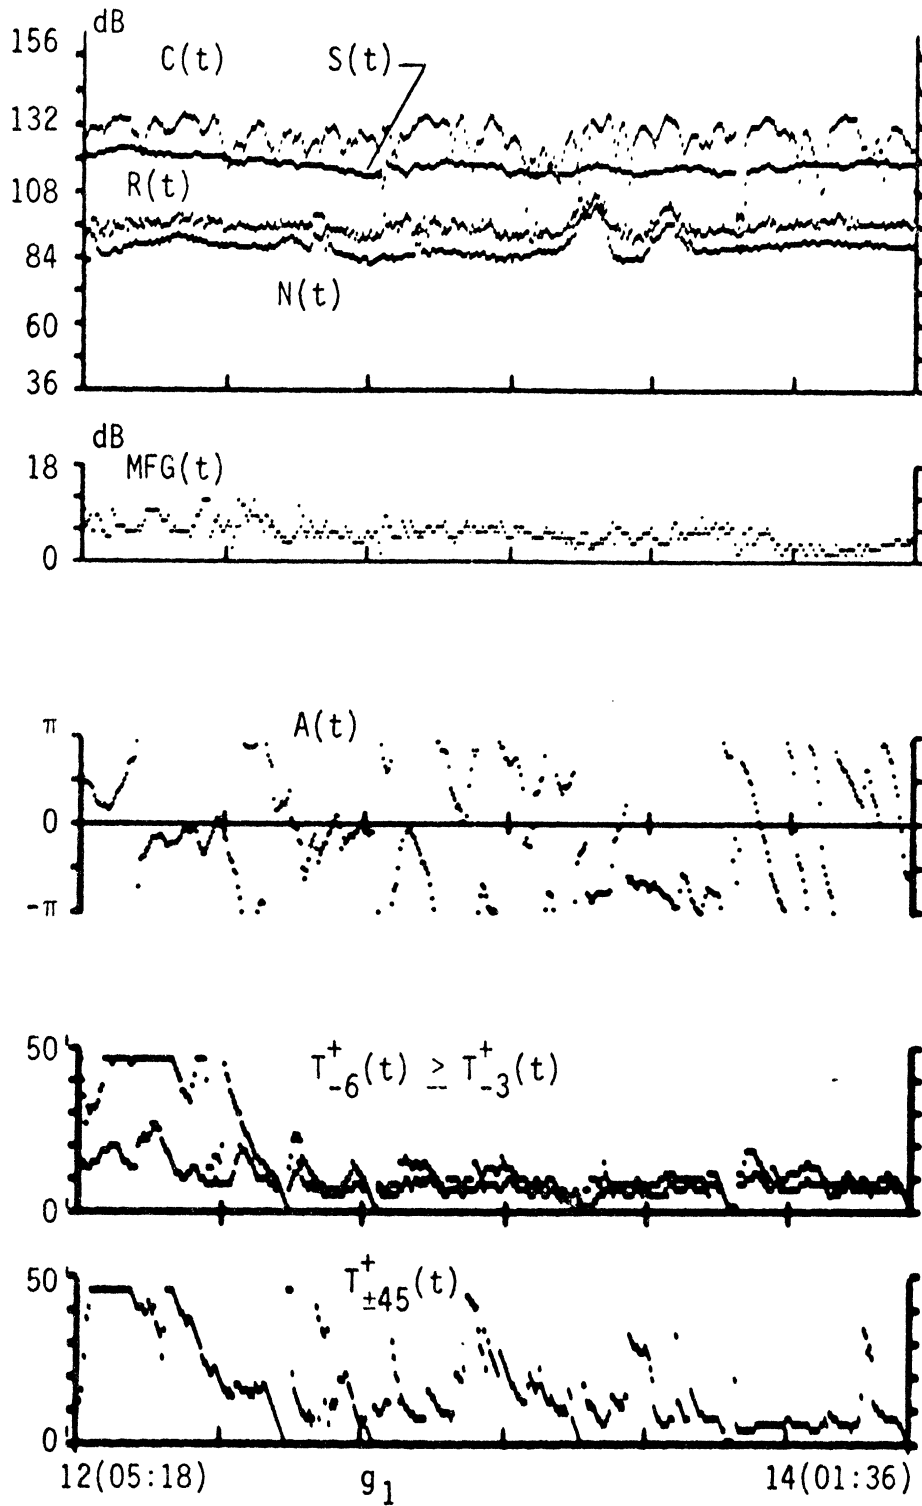 dB
156
C(t) S(t)
132
108
R(t)
84
N(t)
60
36
dB
18
MFG(t)
0
π
A(t)
0
-π
50'
T⁺₋₆(t) ≥ T⁺₋₃(t)
0'
50'
T⁺±45(t)
0'
12(05:18) g₁ 14(01:36)